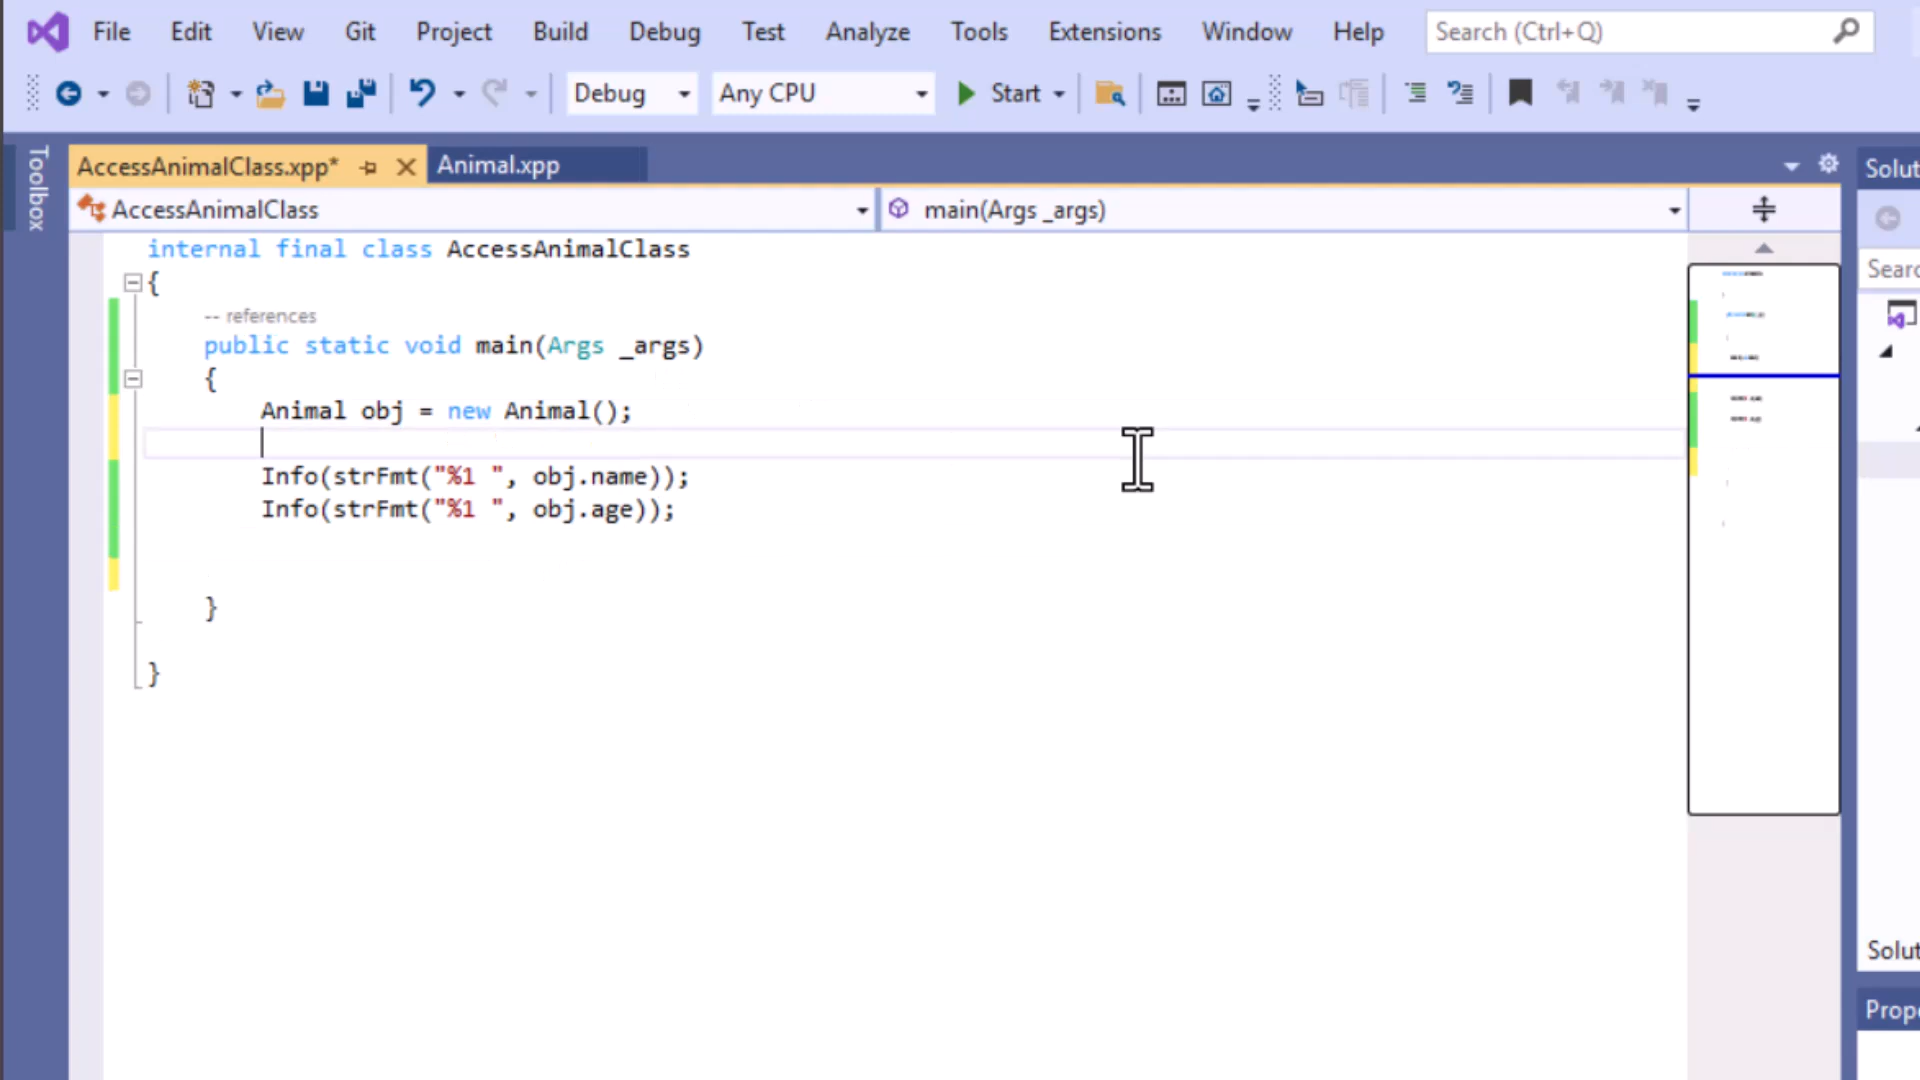 File Edit View Git Project Build Debug Test Analyze Tools Extensions Window Help Search (Ctrl+Q)
Debug Any CPU Start
Toolbox
AccessAnimalClass.xpp* Animal.xpp
Solut
AccessAnimalClass main(Args _args)
internal final class AccessAnimalClass
{
Searc
-- references
public static void main(Args _args)
{
Animal obj = new Animal();
Info(strFmt("%1 ", obj.name));
Info(strFmt("%1 ", obj.age));
}
}
Solut
Prope